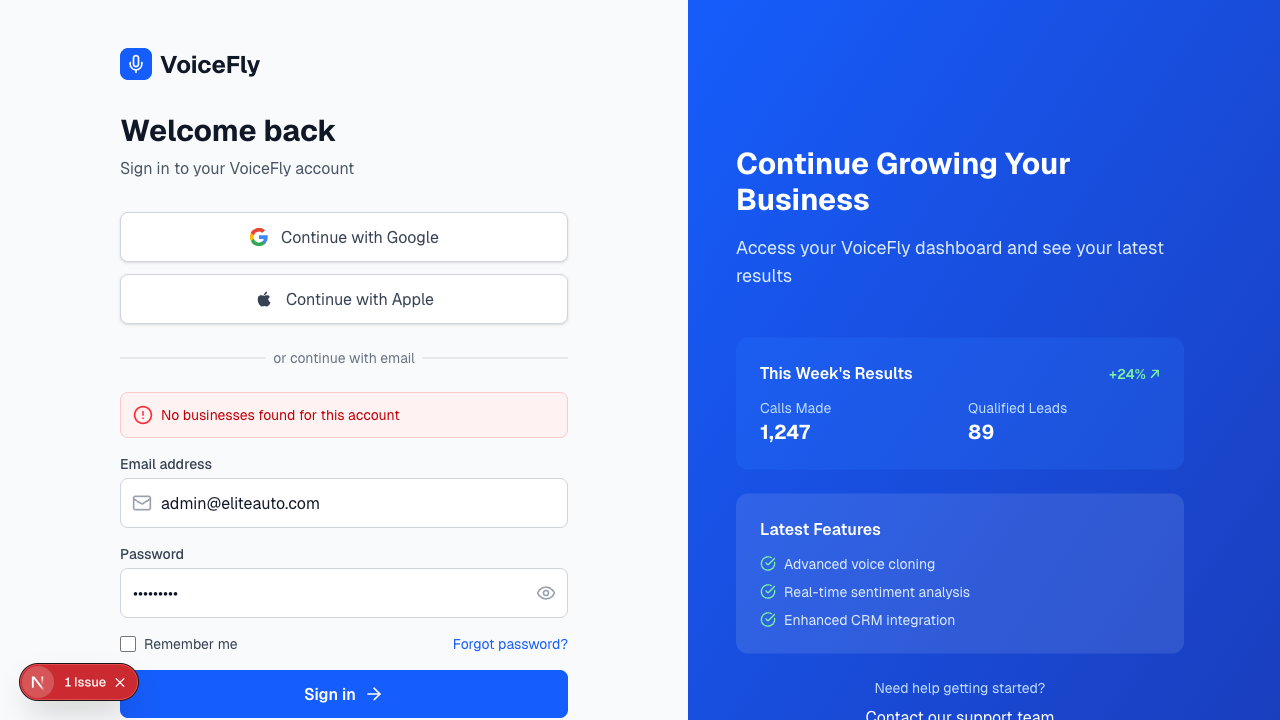 VoiceFly
Welcome back
Sign in to your VoiceFly account
Continue with Google
Continue with Apple
or continue with email
No businesses found for this account
Email address
admin@eliteauto.com
Password
•••••••••
Remember me
Forgot password?
Sign in
N
1 Issue
Continue Growing Your
Business
Access your VoiceFly dashboard and see your latest
results
This Week's Results
+24%
Calls Made
Qualified Leads
1,247
89
Latest Features
Advanced voice cloning
Real-time sentiment analysis
Enhanced CRM integration
Need help getting started?
Contact our support team